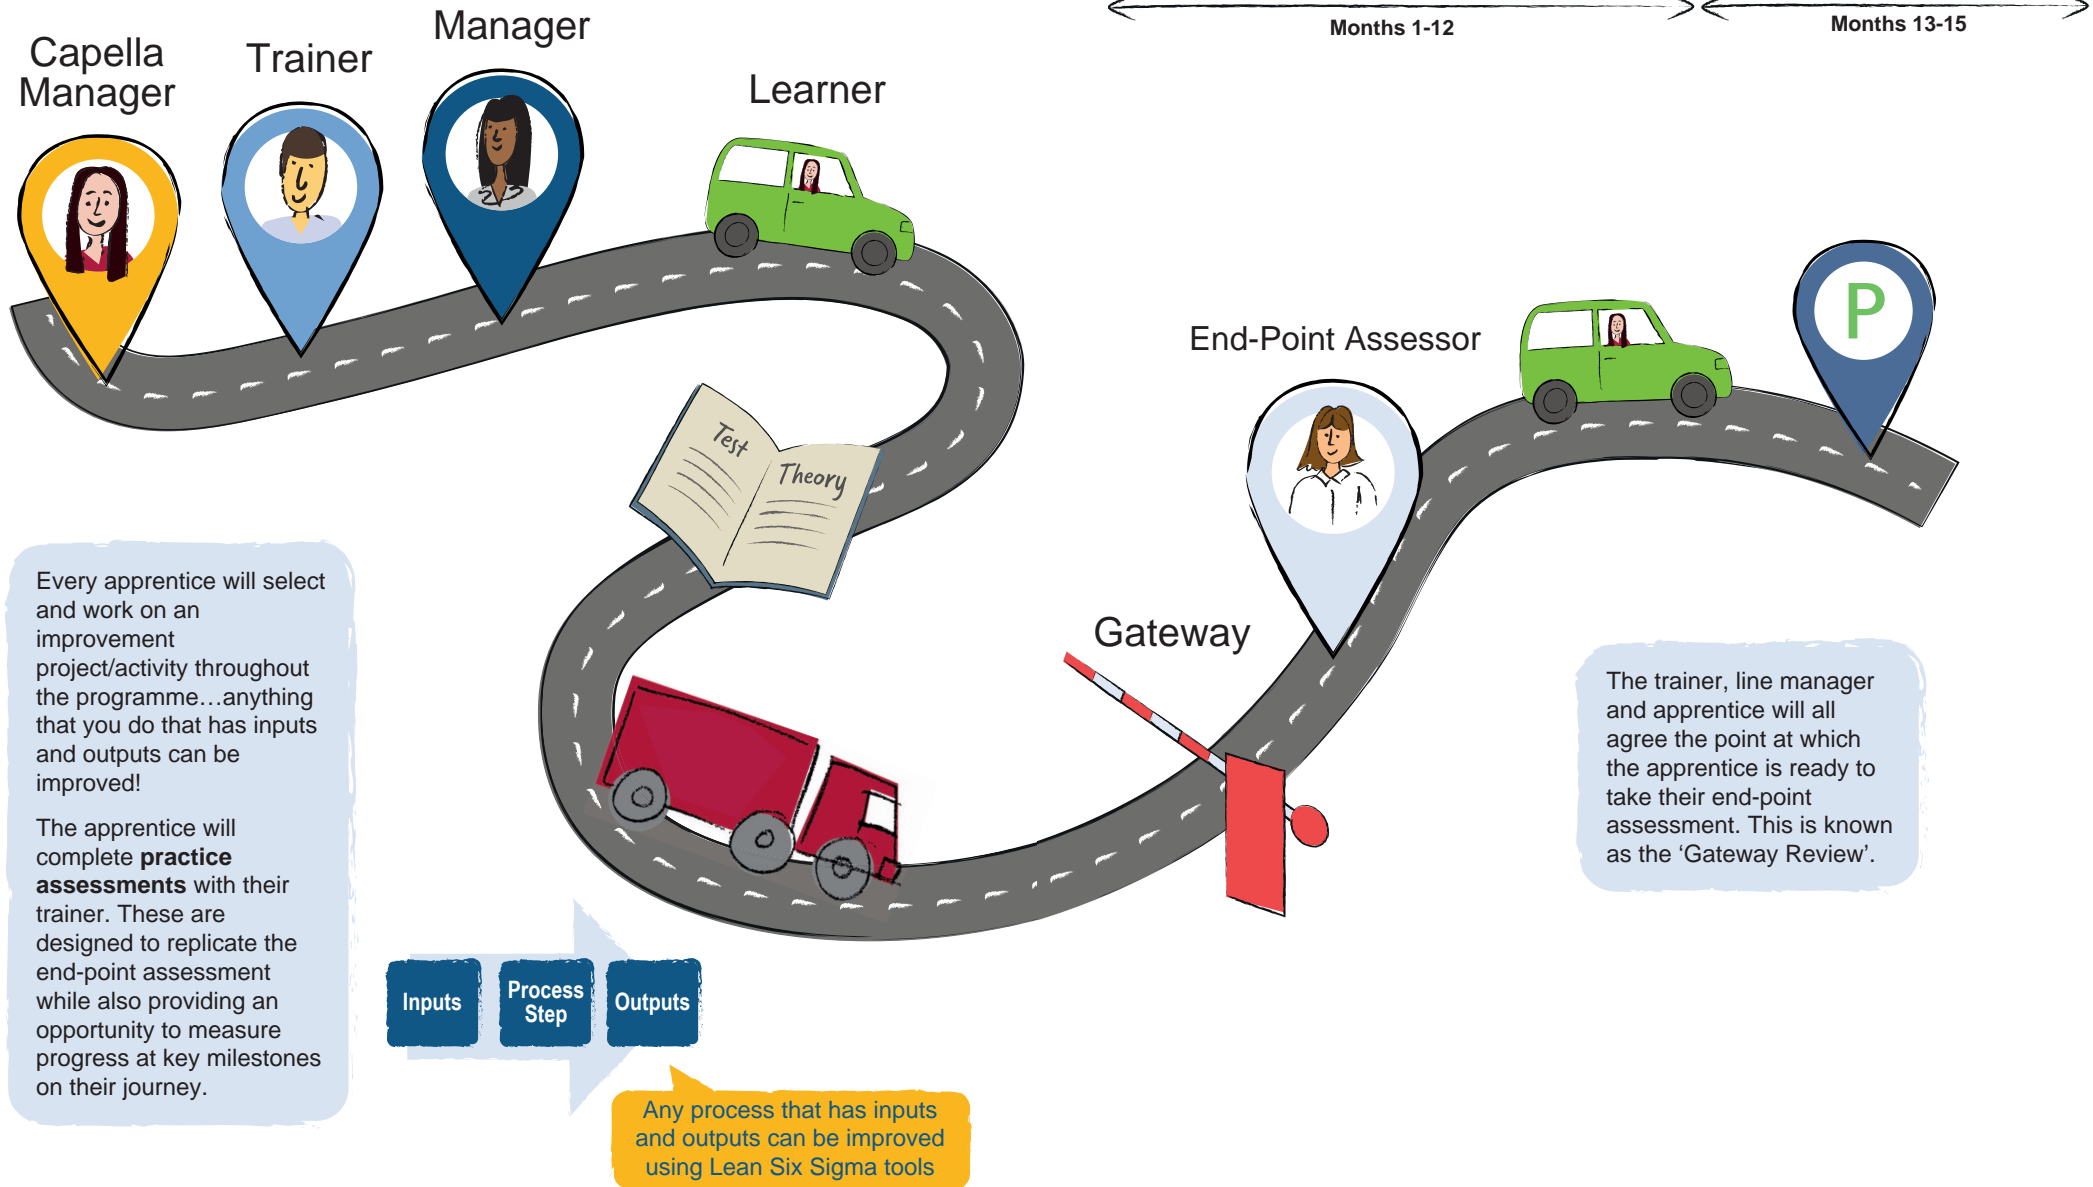 Months 1-12
Months 13-15
Capella
Manager
Trainer
Manager
Learner
Test
Theory
End-Point Assessor
P
Gateway
Every apprentice will select
and work on an
improvement
project/activity throughout
the programme…anything
that you do that has inputs
and outputs can be
improved!
The apprentice will
complete practice
assessments with their
trainer. These are
designed to replicate the
end-point assessment
while also providing an
opportunity to measure
progress at key milestones
on their journey.
Inputs
Process
Step
Outputs
Any process that has inputs
and outputs can be improved
using Lean Six Sigma tools
The trainer, line manager
and apprentice will all
agree the point at which
the apprentice is ready to
take their end-point
assessment. This is known
as the ‘Gateway Review’.